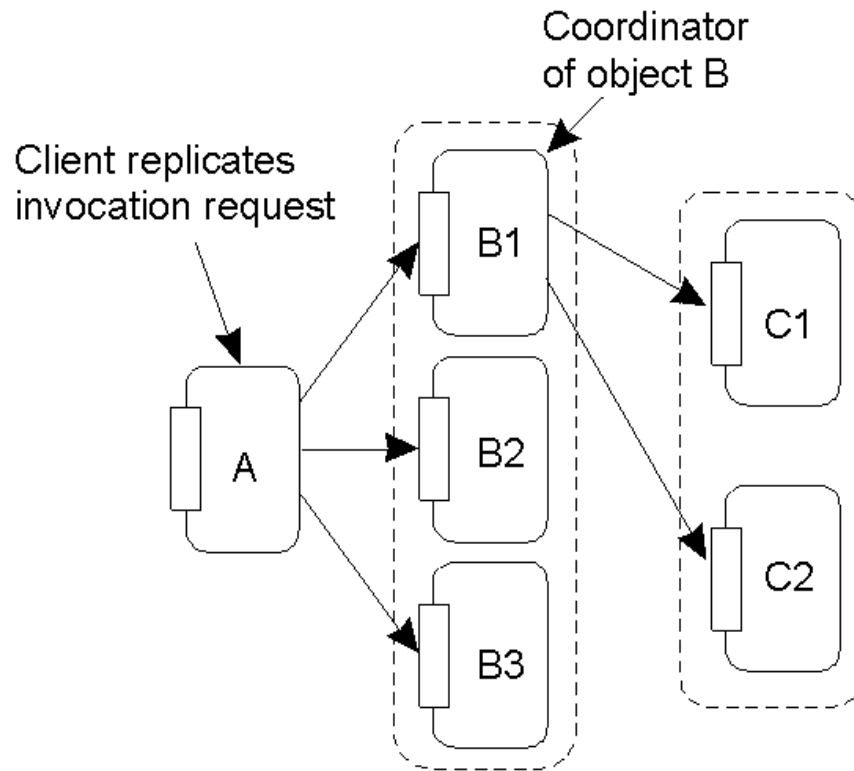 Coordinator
of object B
Client replicates
invocation request
A
B1
B2
B3
C1
C2